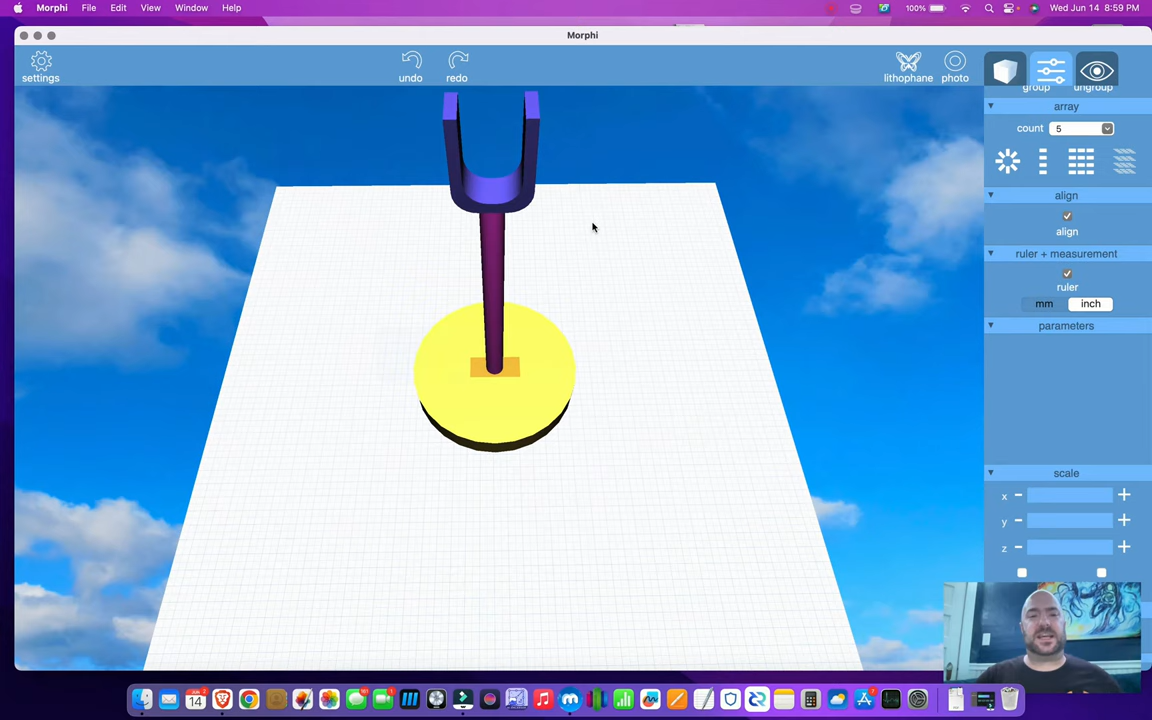 Morphi File Edit View Window Help 100% Wed Jun 14 8:59 PM
Morphi
settings undo redo lithophane photo
group ungroup
array
count 5
align
align
ruler + measurement
ruler
mm inch
parameters
scale
x
y
z